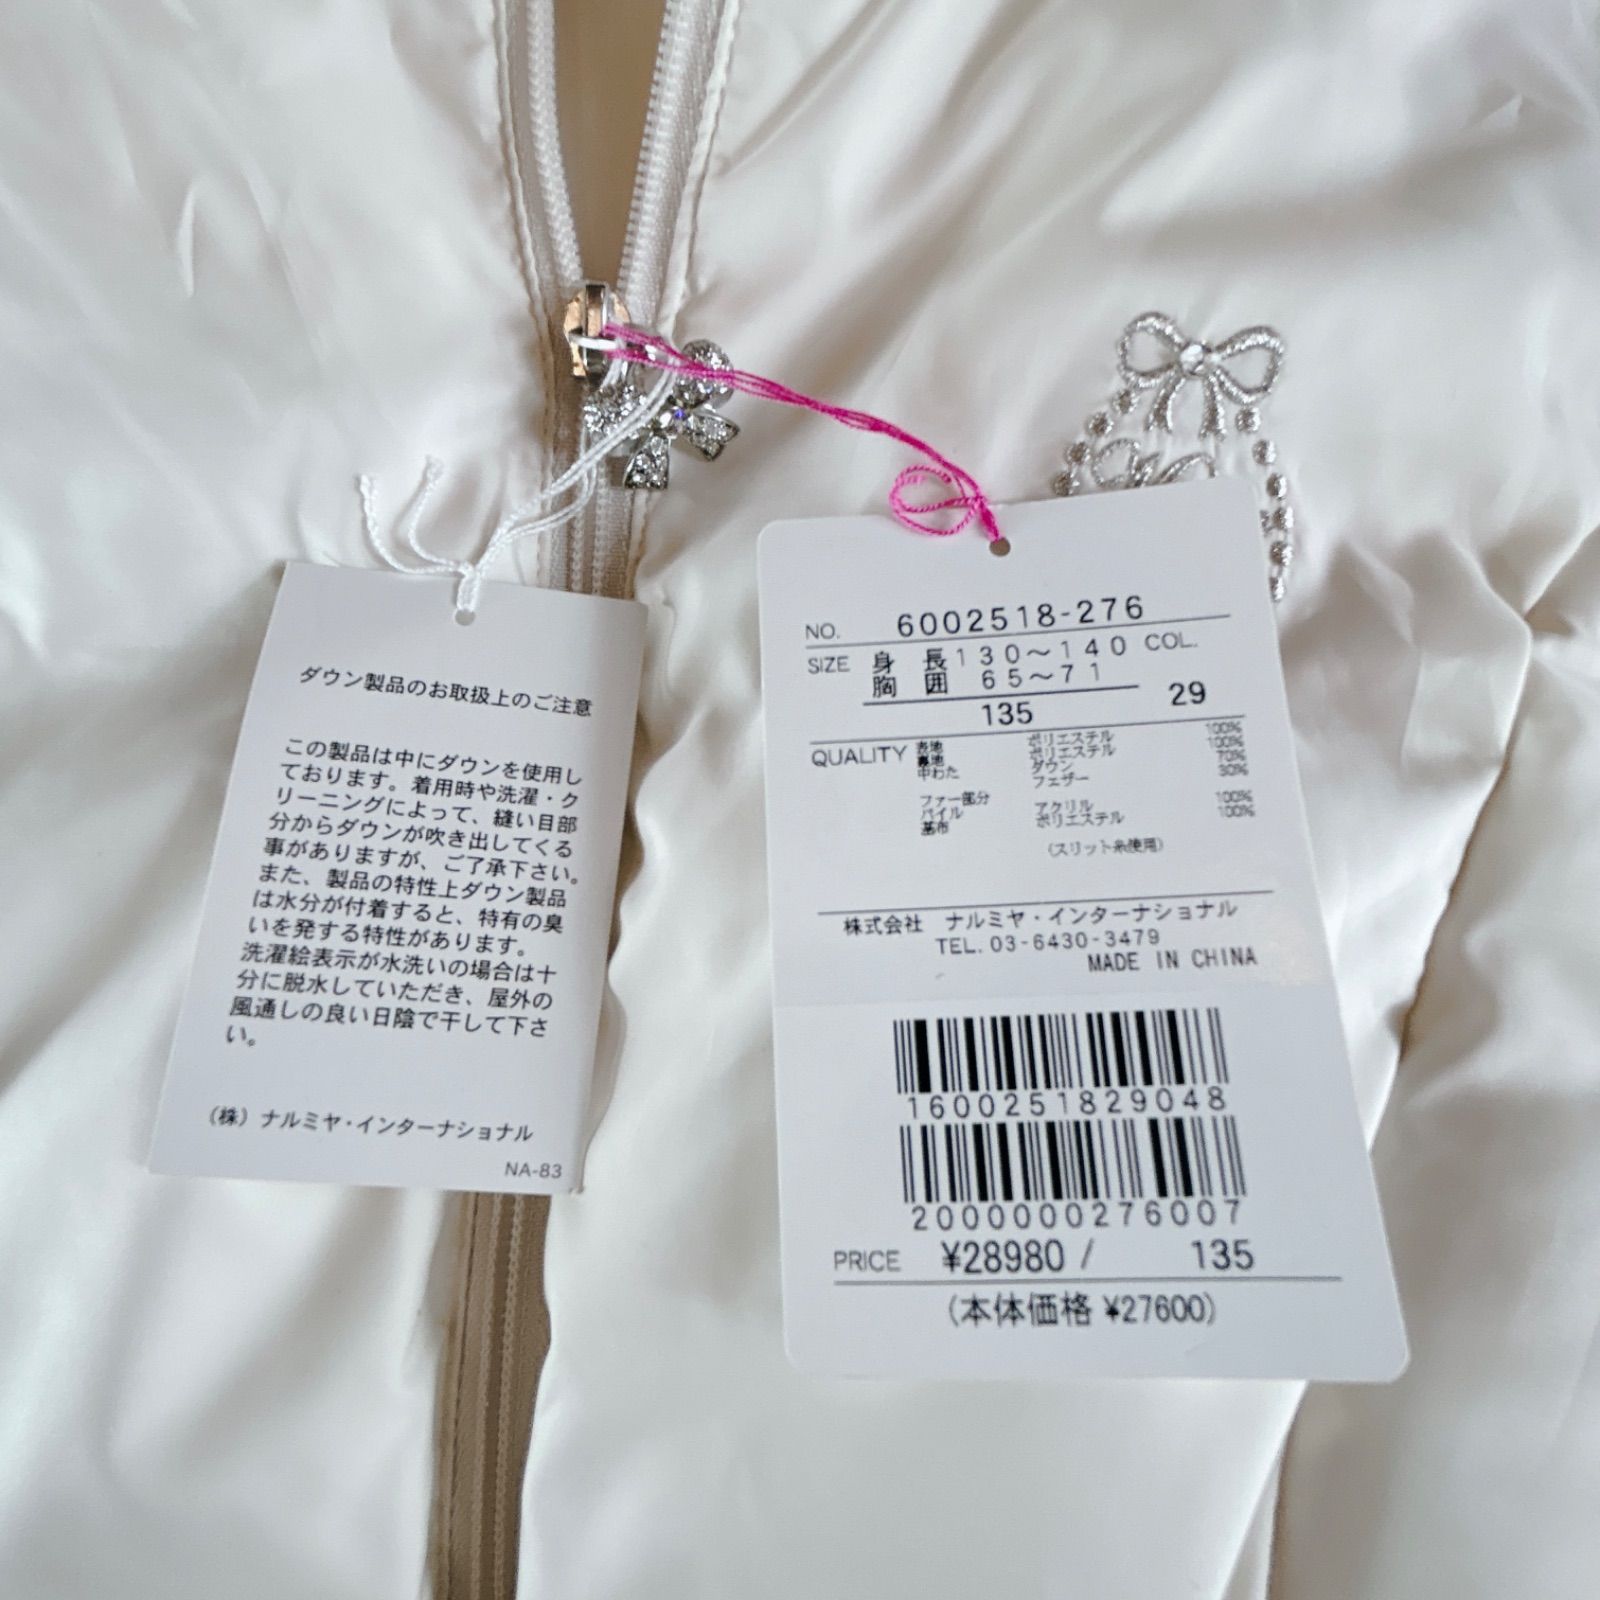 ダウン製品のお取扱上のご注意
この製品は中にダウンを使用し
ております。着用時や洗濯・ク
リーニングによって、縫い目部
分からダウンが吹き出してくる
事がありますが、ご了承下さい。
また、製品の特性上ダウン製品
は水分が付着すると、特有の臭
いを発する特性があります。
洗濯絵表示が水洗いの場合は十
分に脱水していただき、屋外の
風通しの良い日陰で干して下さ
い。
(株)ナルミヤ・インターナショナル
NA-83
NO. 6002518-276
SIZE 身長 130～140 COL.
胸囲 65～71
135 29
QUALITY 表地 ポリエステル 100%
裏地 ポリエステル 100%
中わた ダウン 70%
フェザー 30%
ファー部分
パイル アクリル 100%
基布 ポリエステル 100%
(スリット糸使用)
株式会社 ナルミヤ・インターナショナル
TEL. 03-6430-3479
MADE IN CHINA
1600251829048
2000000276007
PRICE ¥28980 / 135
(本体価格 ¥27600)